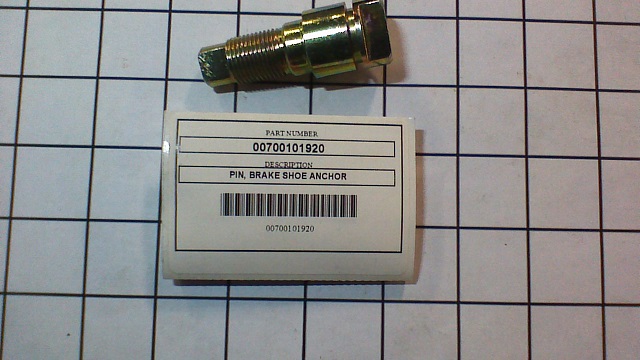 PART NUMBER
00700101920
DESCRIPTION
PIN, BRAKE SHOE ANCHOR
00700101920